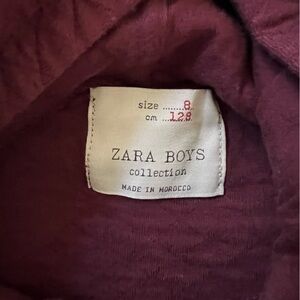 size ........8
cm ...128
ZARA BOYS
collection
MADE IN MOROCCO